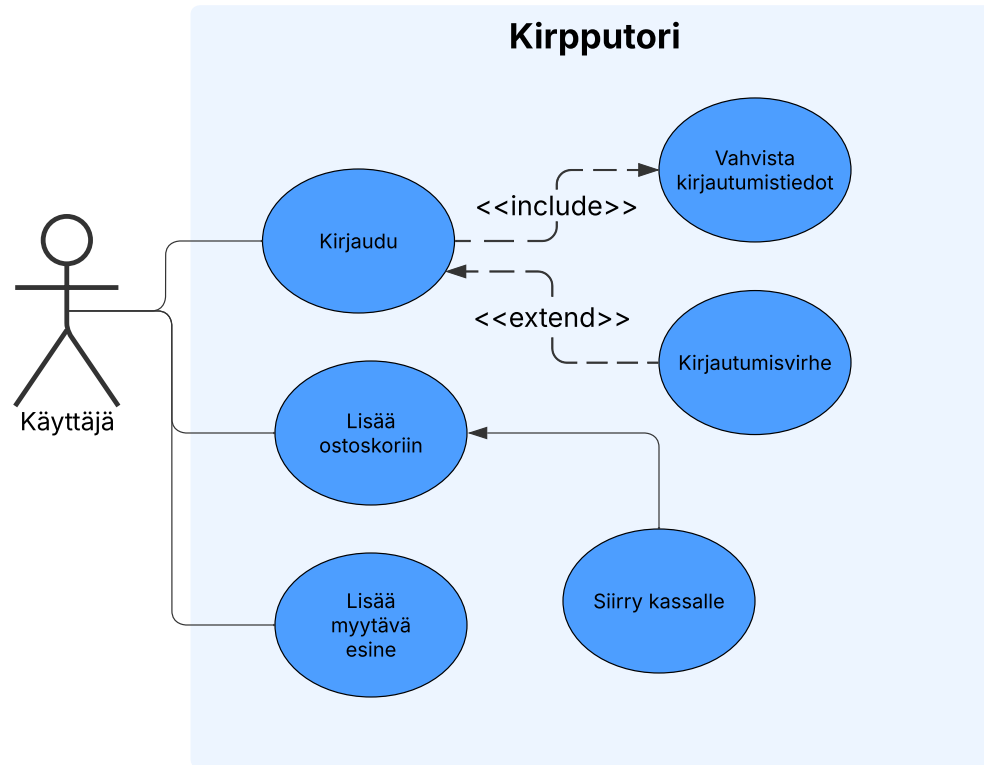 Kirpputori
Vahvista
kirjautumistiedot
<<include>>
Kirjaudu
<<extend>>
Kirjautumisvirhe
Käyttäjä
Lisää
ostoskoriin
Siirry kassalle
Lisää
myytävä
esine